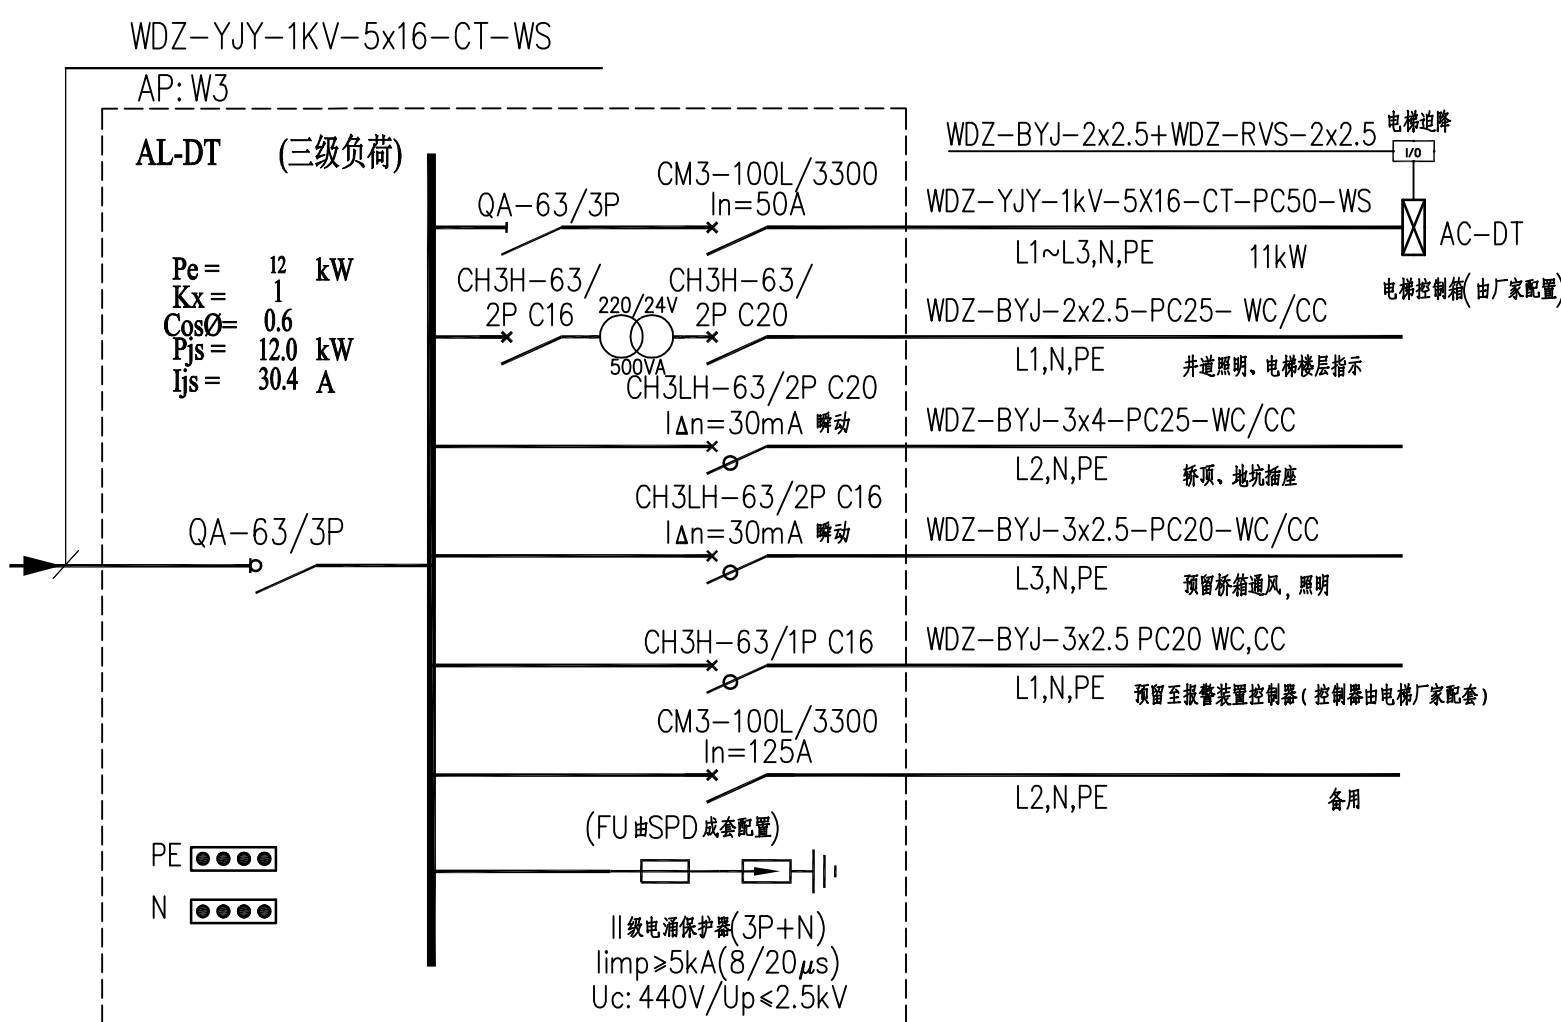 WDZ-YJY-1KV-5x16-CT-WS
AP: W3
AL-DT (三级负荷)
Pe = 12 kW
Kx = 1
CosØ= 0.6
Pjs = 12.0 kW
Ijs = 30.4 A
QA-63/3P
PE
N
QA-63/3P
CM3-100L/3300
In=50A
WDZ-BYJ-2x2.5+WDZ-RVS-2x2.5
电梯迫降
I/O
WDZ-YJY-1kV-5X16-CT-PC50-WS
L1~L3,N,PE 11kW
AC-DT
电梯控制箱(由厂家配置)
CH3H-63/
2P C16
220/24V
500VA
CH3H-63/
2P C20
WDZ-BYJ-2x2.5-PC25- WC/CC
L1,N,PE 井道照明、电梯楼层指示
CH3LH-63/2P C20
I∆n=30mA 瞬动
WDZ-BYJ-3x4-PC25-WC/CC
L2,N,PE 轿顶、地坑插座
CH3LH-63/2P C16
I∆n=30mA 瞬动
WDZ-BYJ-3x2.5-PC20-WC/CC
L3,N,PE 预留桥箱通风, 照明
CH3H-63/1P C16
WDZ-BYJ-3x2.5 PC20 WC,CC
L1,N,PE 预留至报警装置控制器(控制器由电梯厂家配套)
CM3-100L/3300
In=125A
L2,N,PE 备用
(FU由SPD成套配置)
II级电涌保护器(3P+N)
Iimp≥5kA(8/20μs)
Uc: 440V/Up≤2.5kV